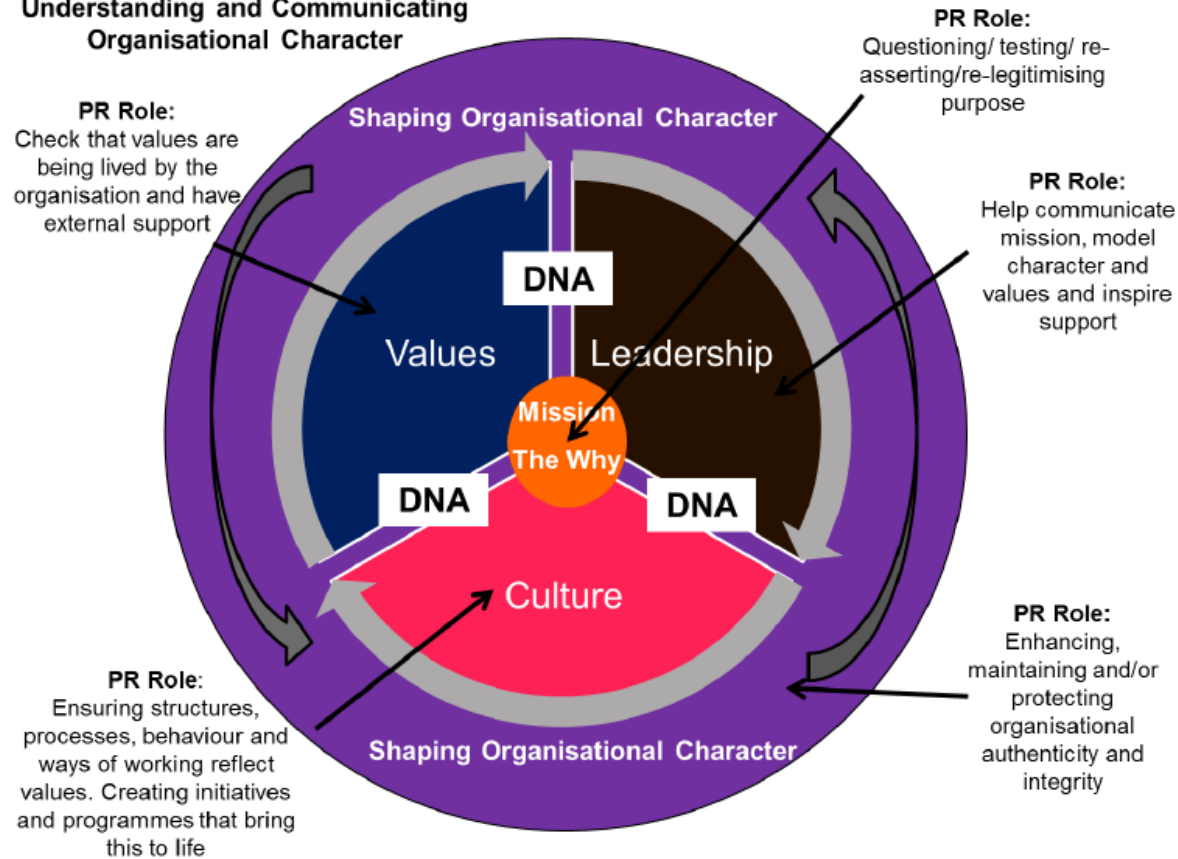 Understanding and Communicating
Organisational Character
PR Role:
Questioning/ testing/ re-
asserting/re-legitimising
purpose
PR Role:
Check that values are
being lived by the
organisation and have
external support
Shaping Organisational Character
PR Role:
Help communicate
mission, model
character and
values and inspire
support
DNA
Values
Leadership
Mission
The Why
DNA
DNA
Culture
PR Role:
Enhancing,
maintaining and/or
protecting
organisational
authenticity and
integrity
PR Role:
Ensuring structures,
processes, behaviour and
ways of working reflect
values. Creating initiatives
and programmes that bring
this to life
Shaping Organisational Character